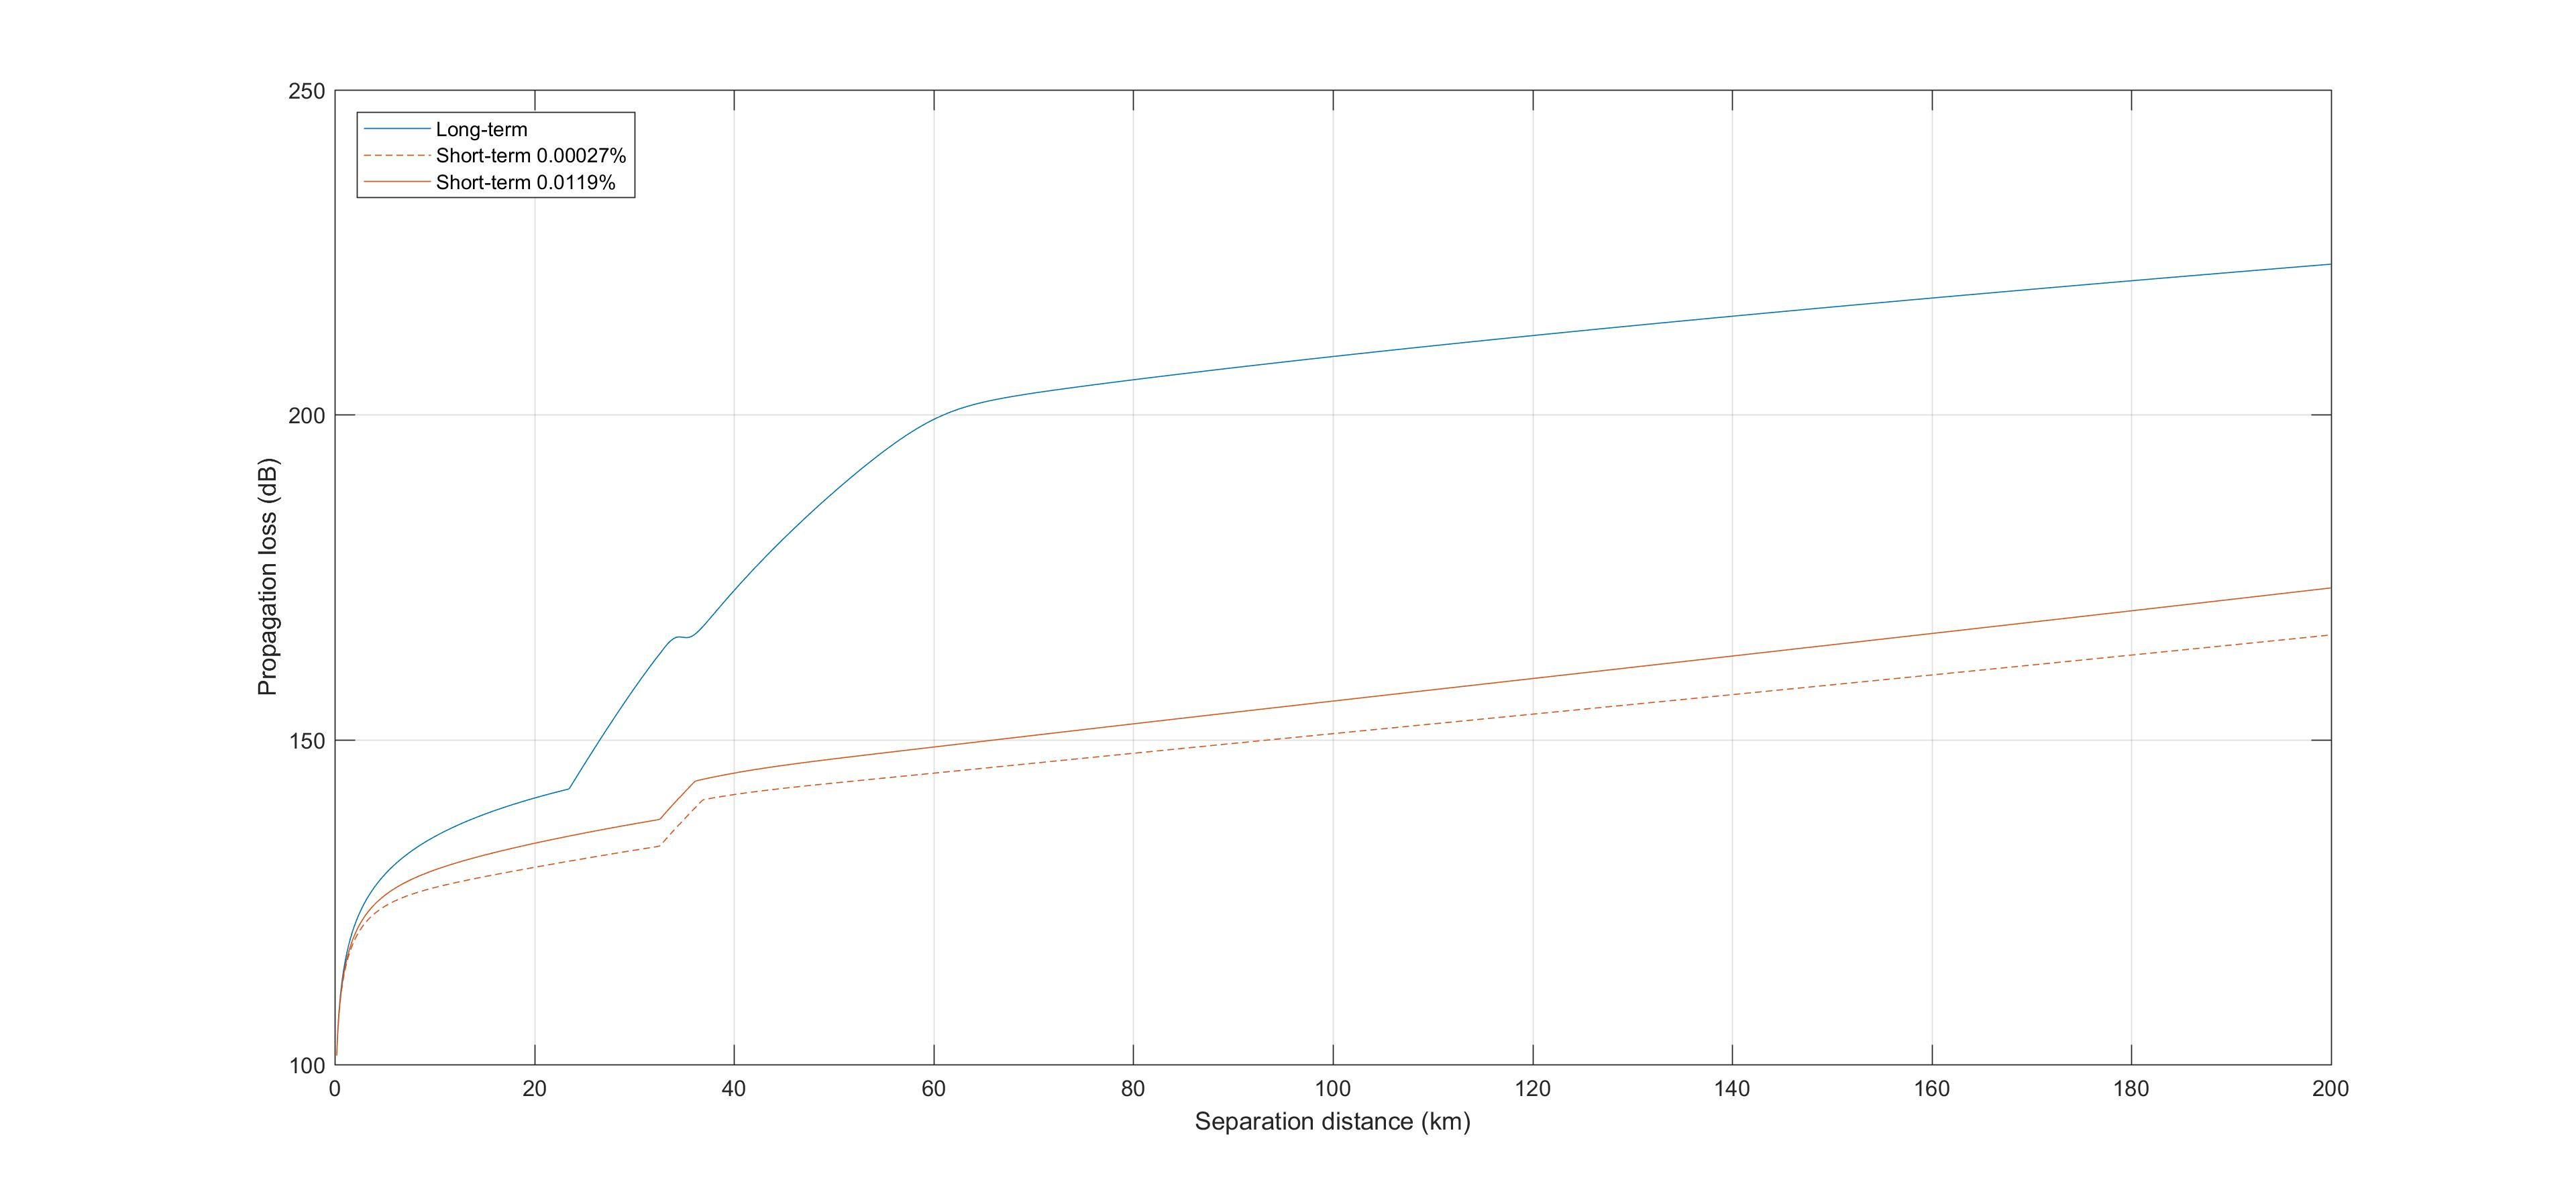 250
200
150
100
Propagation loss (dB)
Long-term
Short-term 0.00027%
Short-term 0.0119%
0 20 40 60 80 100 120 140 160 180 200
Separation distance (km)